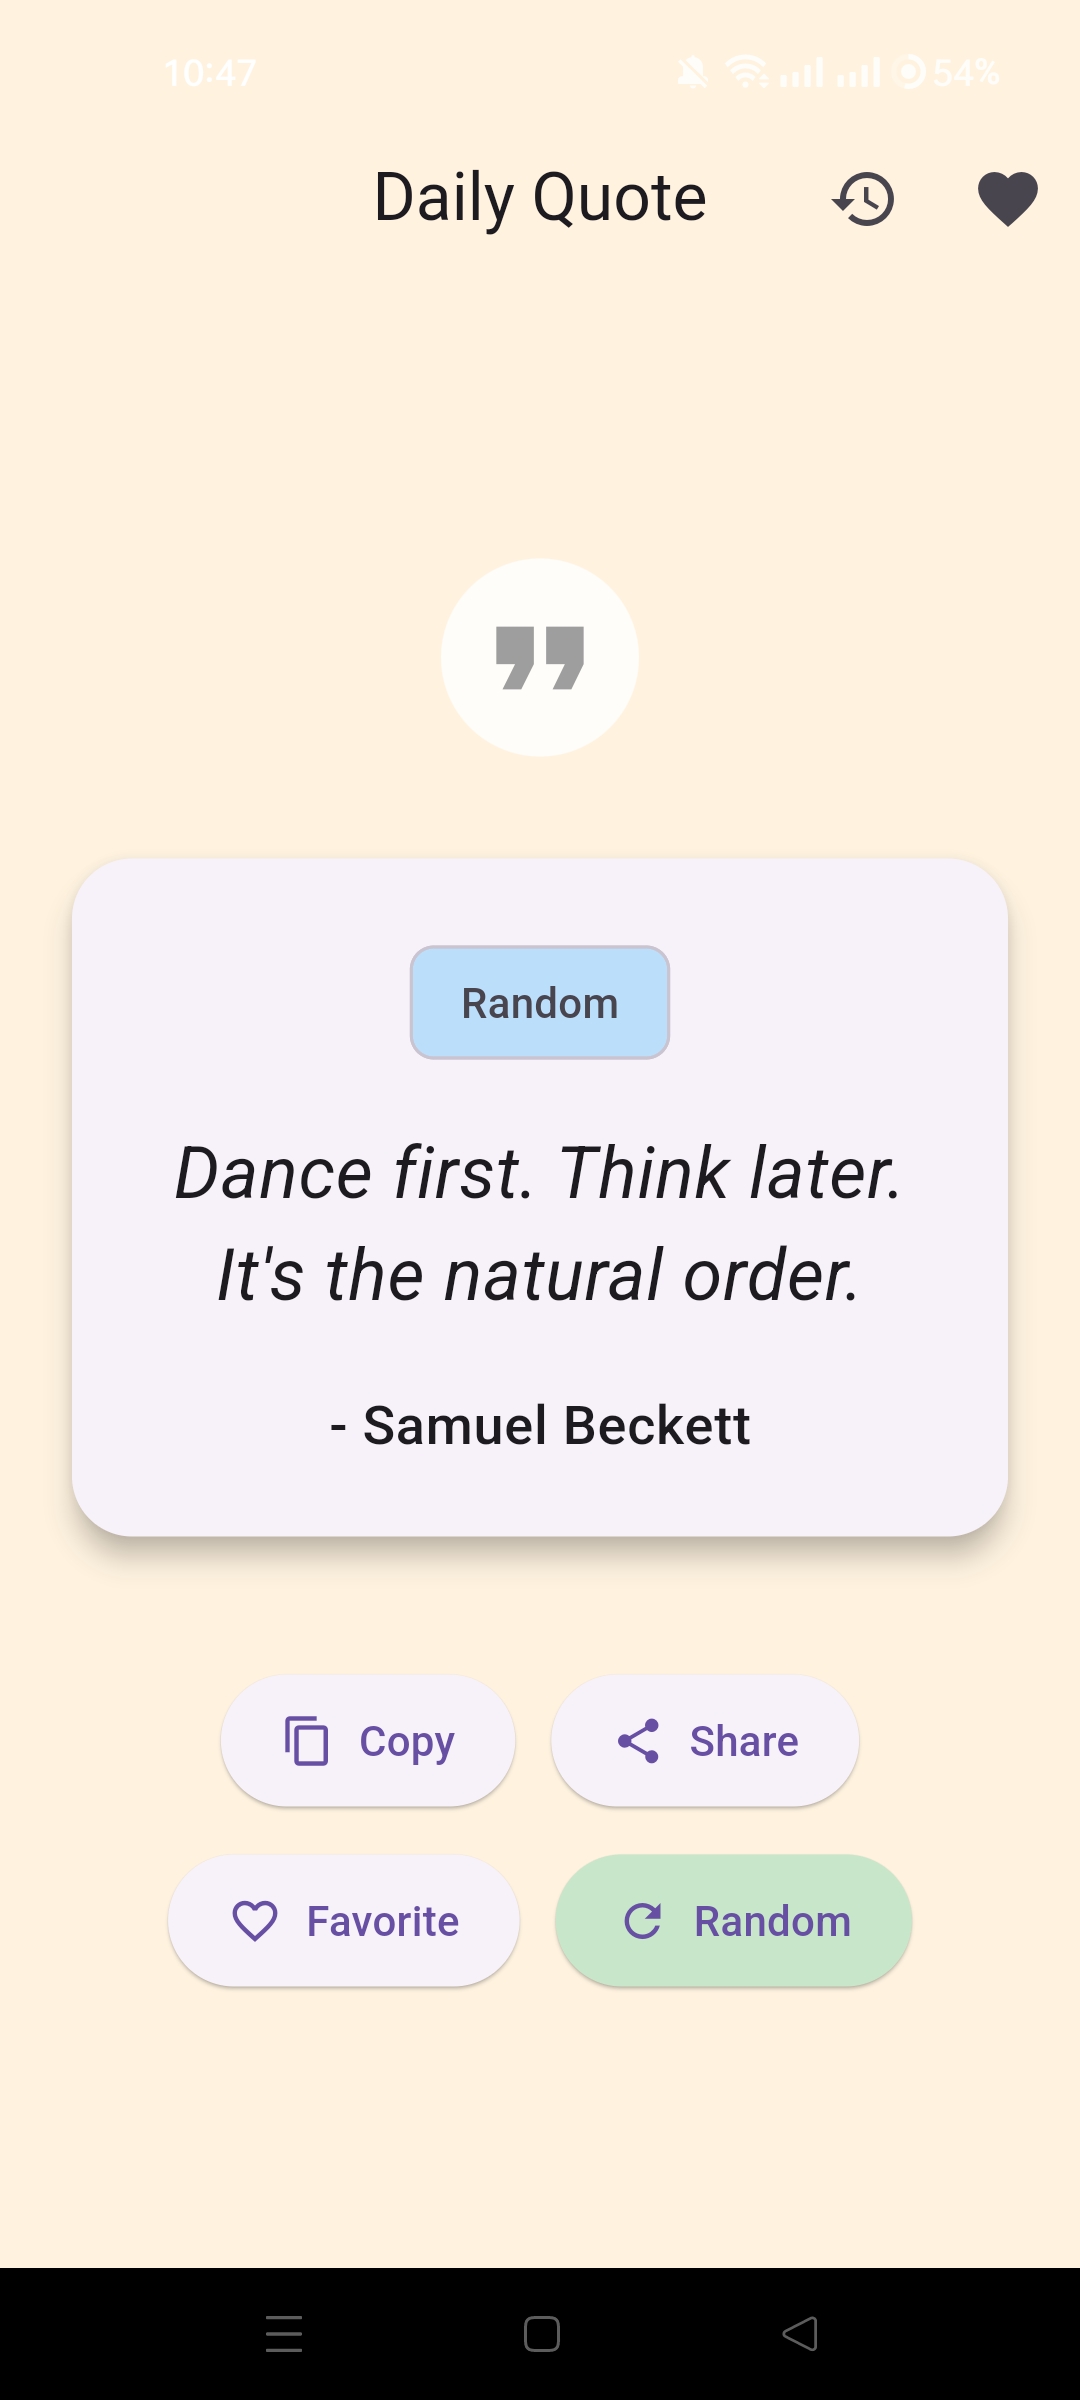 10:47
54%
Daily Quote
Random
Dance first. Think later.
It's the natural order.
- Samuel Beckett
Copy
Share
Favorite
Random